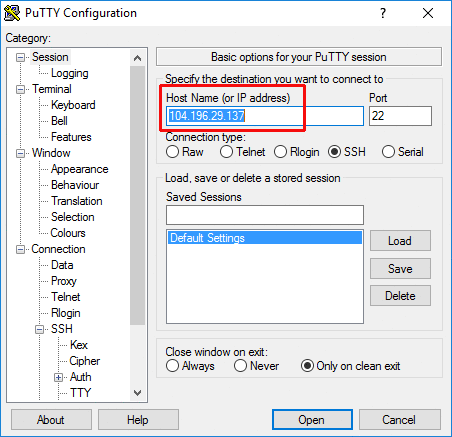 PuTTY Configuration
Category:
Session
Logging
Terminal
Keyboard
Bell
Features
Window
Appearance
Behaviour
Translation
Selection
Colours
Connection
Data
Proxy
Telnet
Rlogin
SSH
Kex
Cipher
Auth
TTY
Basic options for your PuTTY session
Specify the destination you want to connect to
Host Name (or IP address) Port
104.196.29.137 22
Connection type:
Raw Telnet Rlogin SSH Serial
Load, save or delete a stored session
Saved Sessions
Default Settings
Load
Save
Delete
Close window on exit:
Always Never Only on clean exit
About Help Open Cancel